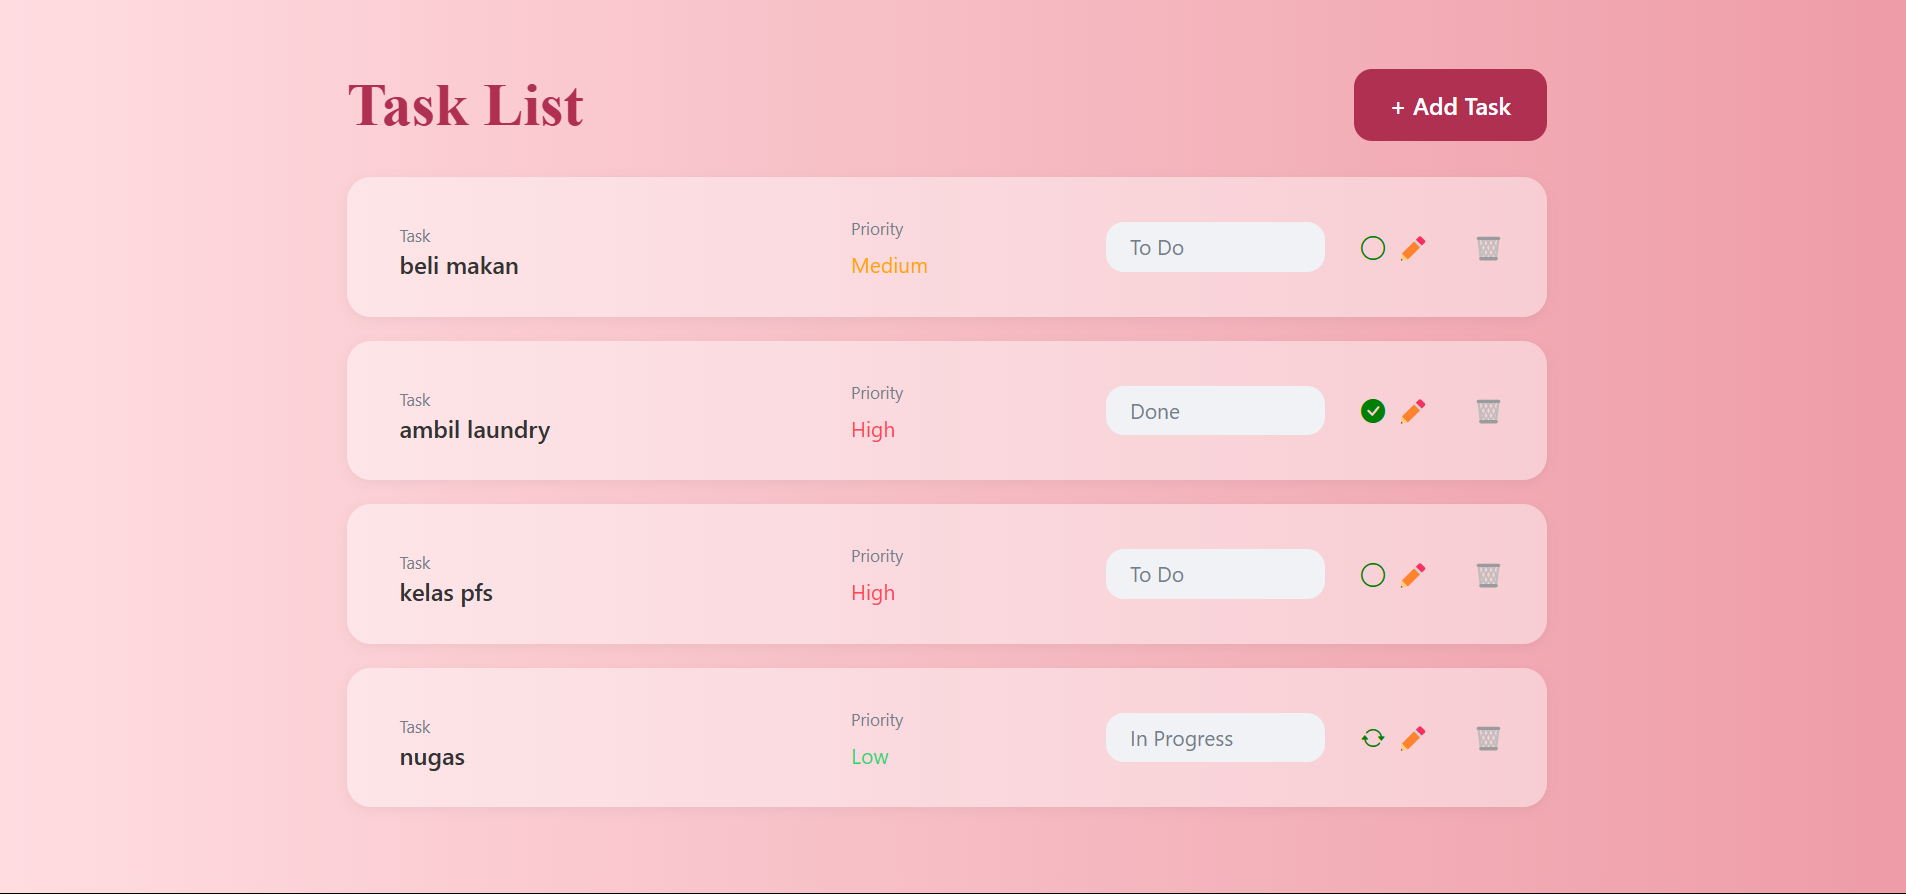 Task List
+ Add Task
Task
beli makan
Priority
Medium
To Do
Task
ambil laundry
Priority
High
Done
Task
kelas pfs
Priority
High
To Do
Task
nugas
Priority
Low
In Progress